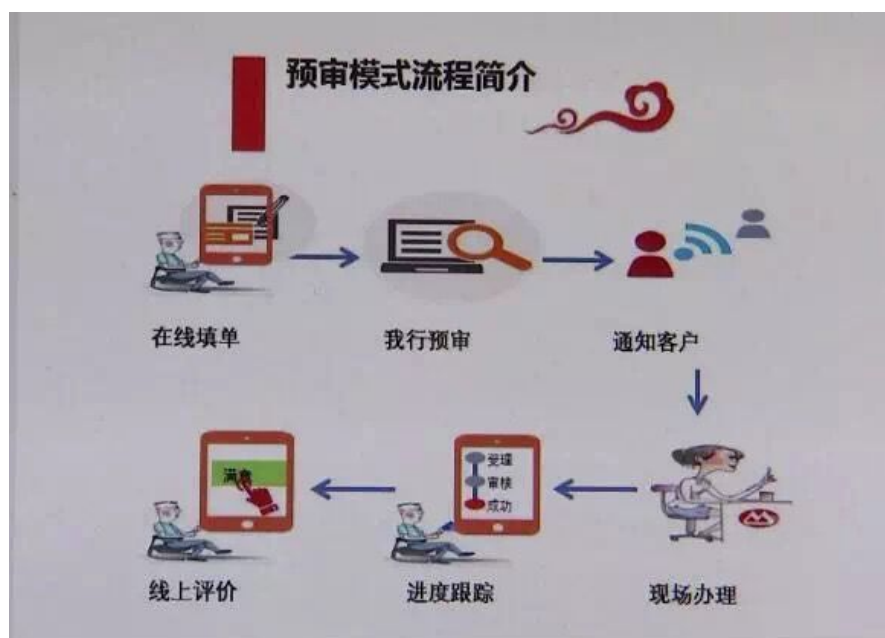 预审模式流程简介
在线填单
我行预审
通知客户
满意
受理
审核
成功
线上评价
进度跟踪
现场办理